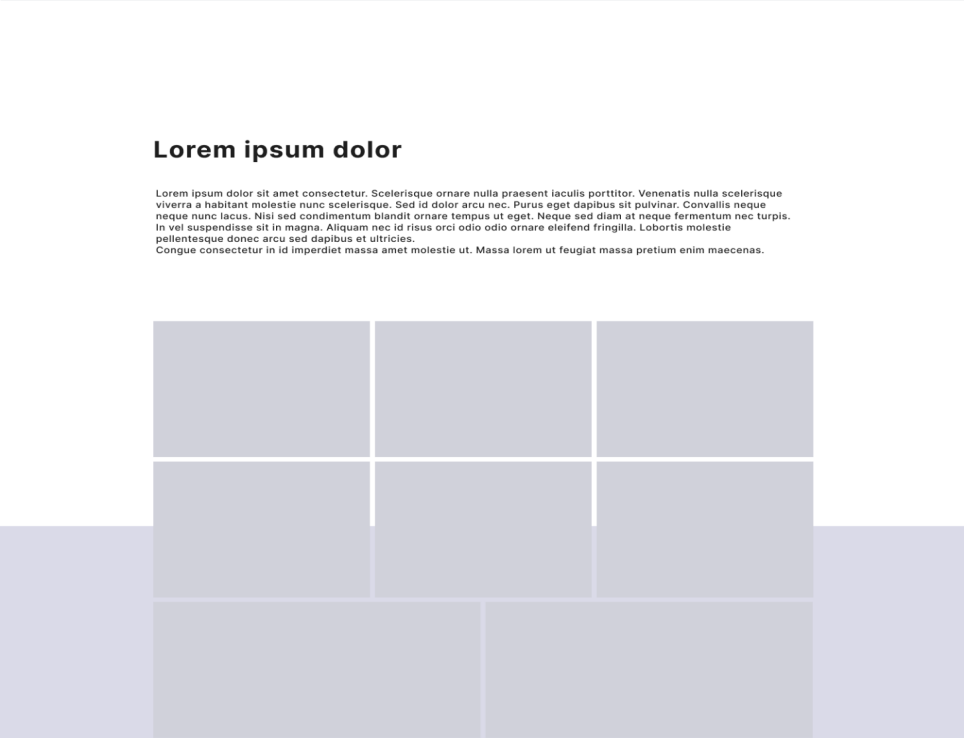 Lorem ipsum dolor
Lorem ipsum dolor sit amet consectetur. Scelerisque ornare nulla praesent iaculis porttitor. Venenatis nulla scelerisque
viverra a habitant molestie nunc scelerisque. Sed id dolor arcu nec. Purus eget dapibus sit pulvinar. Convallis neque
neque nunc lacus. Nisi sed condimentum blandit ornare tempus ut eget. Neque sed diam at neque fermentum nec turpis.
In vel suspendisse sit in magna. Aliquam nec id risus orci odio odio ornare eleifend fringilla. Lobortis molestie
pellentesque donec arcu sed dapibus et ultricies.
Congue consectetur in id imperdiet massa amet molestie ut. Massa lorem ut feugiat massa pretium enim maecenas.